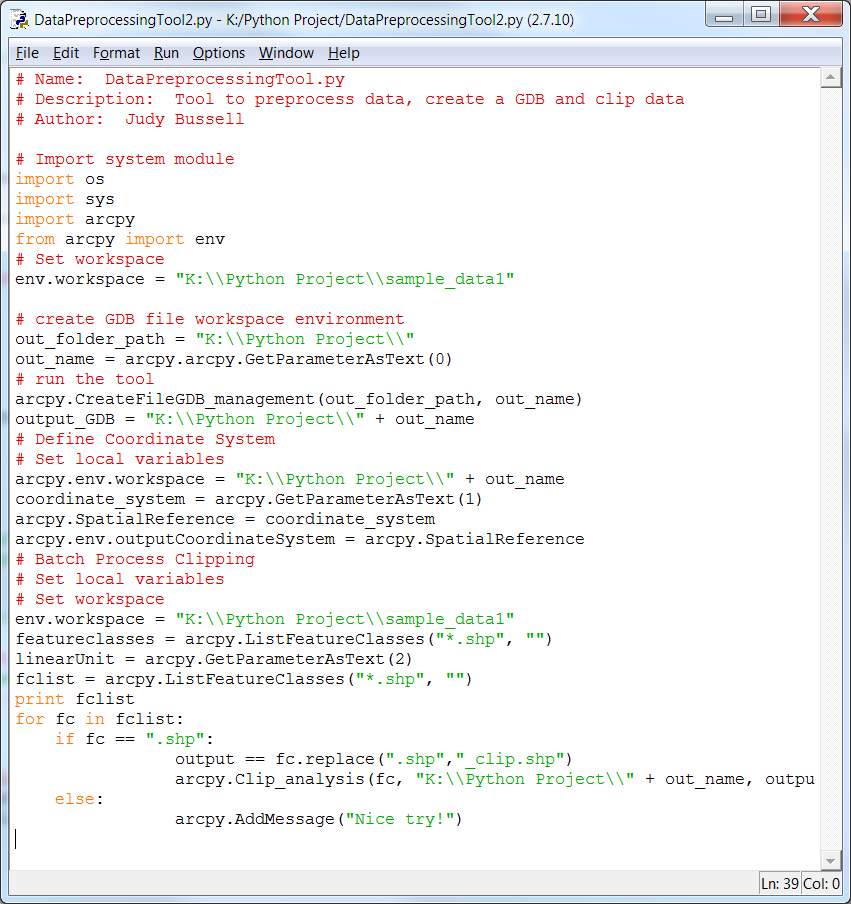 DataPreprocessingTool2.py - K:/Python Project/DataPreprocessingTool2.py (2.7.10)
File Edit Format Run Options Window Help
# Name:  DataPreprocessingTool.py
# Description:  Tool to preprocess data, create a GDB and clip data
# Author:  Judy Bussell

# Import system module
import os
import sys
import arcpy
from arcpy import env
# Set workspace
env.workspace = "K:\\Python Project\\sample_data1"

# create GDB file workspace environment
out_folder_path = "K:\\Python Project\\"
out_name = arcpy.arcpy.GetParameterAsText(0)
# run the tool
arcpy.CreateFileGDB_management(out_folder_path, out_name)
output_GDB = "K:\\Python Project\\" + out_name
# Define Coordinate System
# Set local variables
arcpy.env.workspace = "K:\\Python Project\\" + out_name
coordinate_system = arcpy.GetParameterAsText(1)
arcpy.SpatialReference = coordinate_system
arcpy.env.outputCoordinateSystem = arcpy.SpatialReference
# Batch Process Clipping
# Set local variables
# Set workspace
env.workspace = "K:\\Python Project\\sample_data1"
featureclasses = arcpy.ListFeatureClasses("*.shp", "")
linearUnit = arcpy.GetParameterAsText(2)
fclist = arcpy.ListFeatureClasses("*.shp", "")
print fclist
for fc in fclist:
    if fc == ".shp":
                output == fc.replace(".shp","_clip.shp")
                arcpy.Clip_analysis(fc, "K:\\Python Project\\" + out_name, outpu
    else:
                arcpy.AddMessage("Nice try!")
Ln: 39 Col: 0